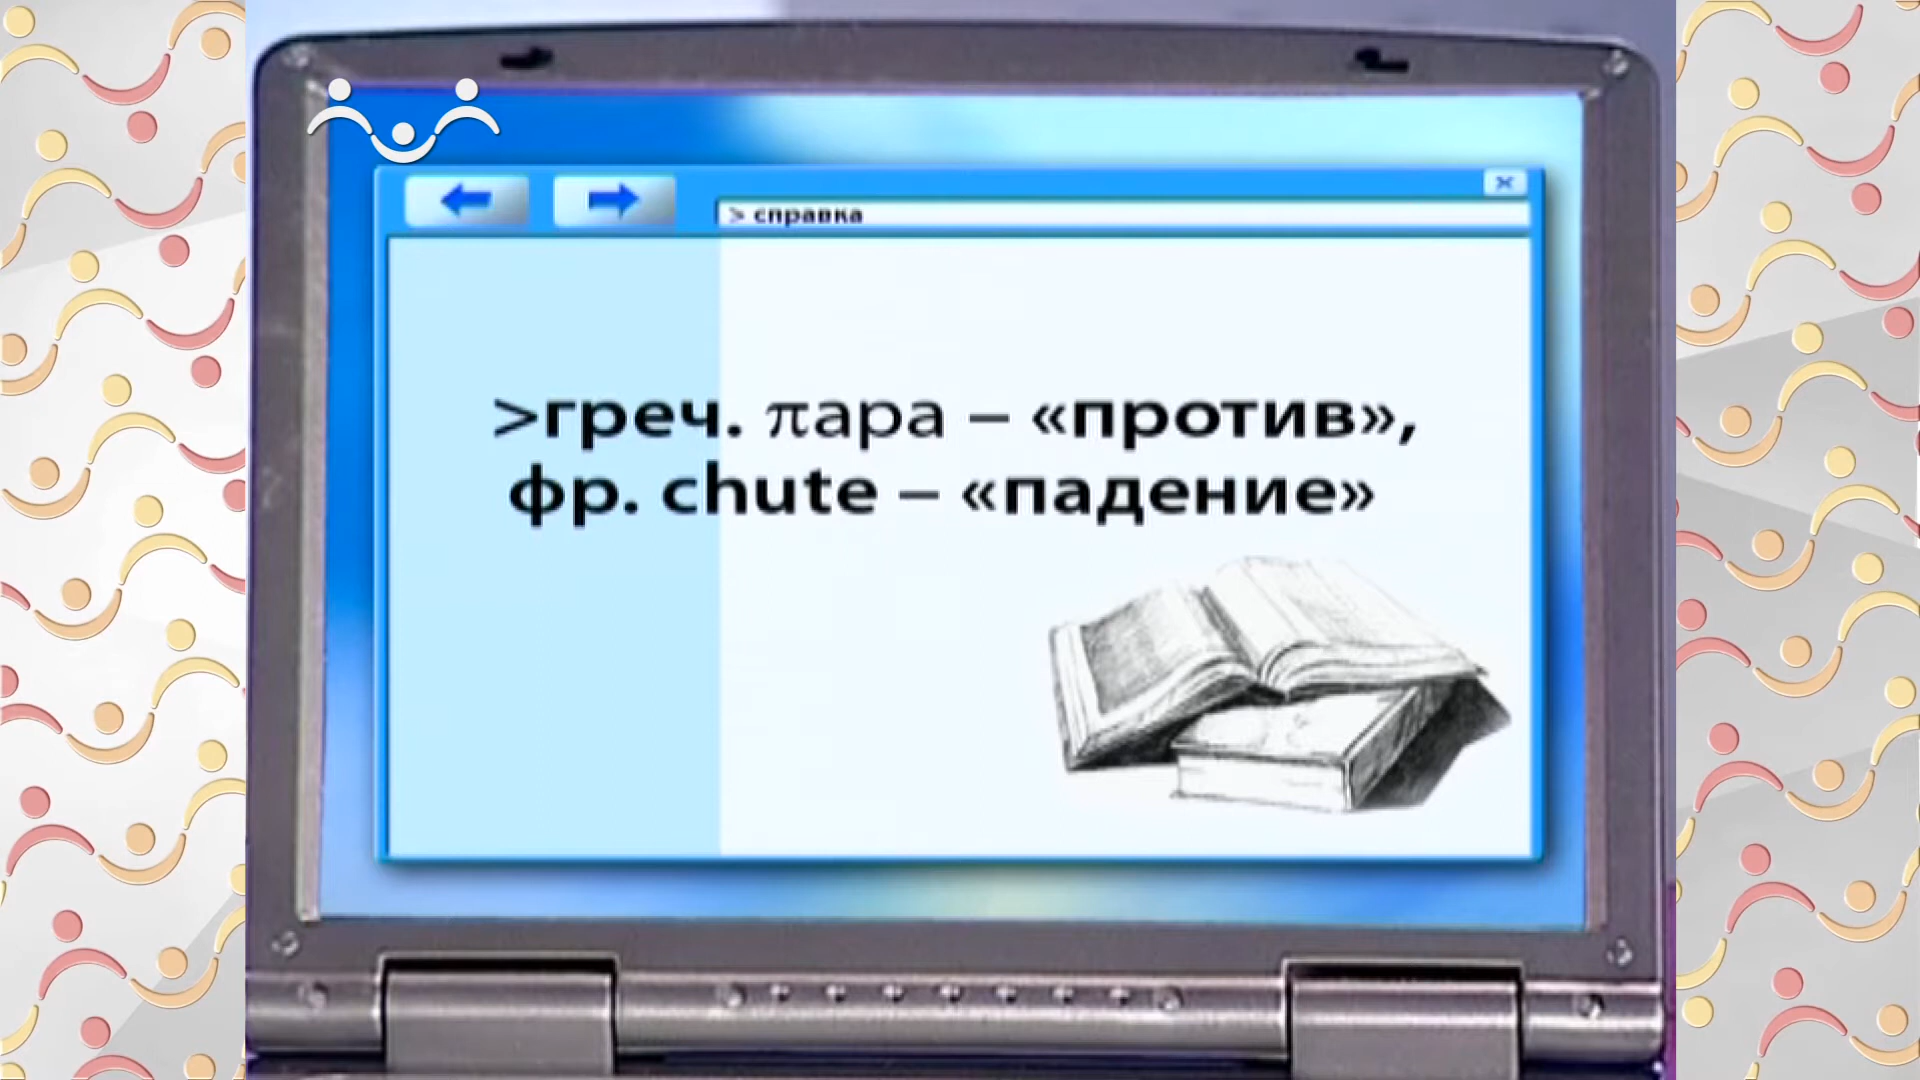 > справка
>греч. πара – «против»,
фр. chute – «падение»